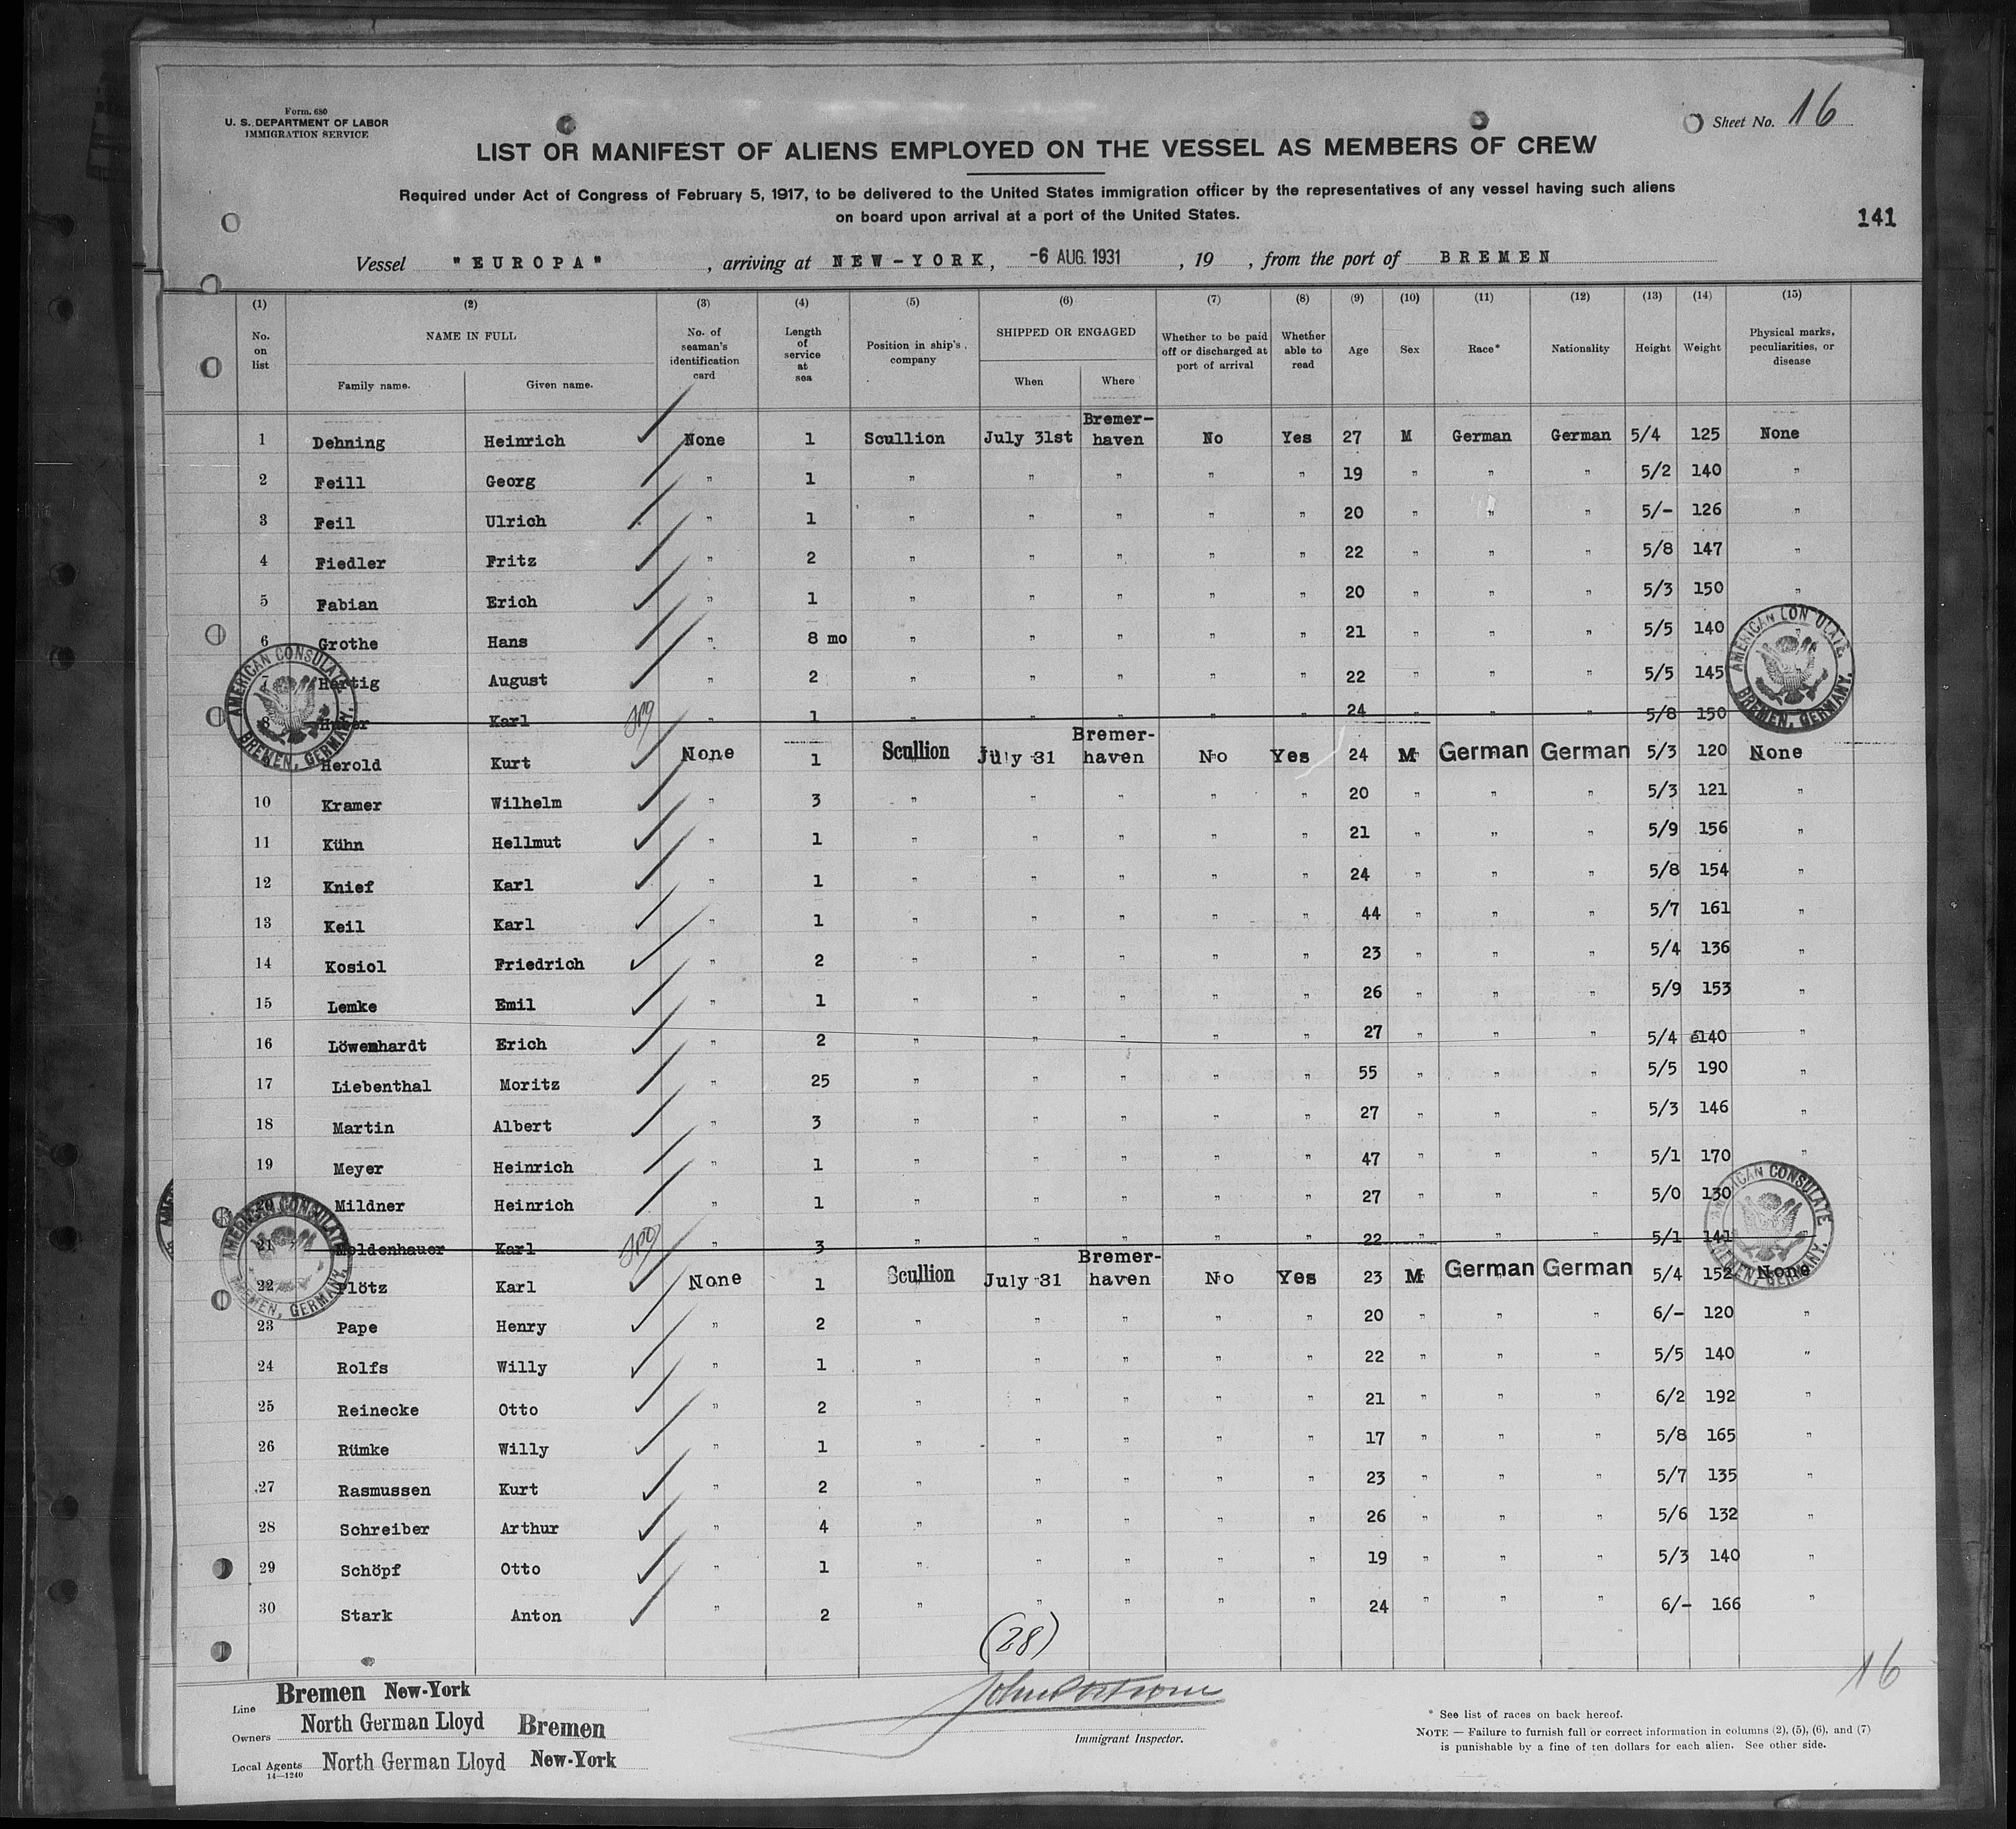 Form. 680
U. S. DEPARTMENT OF LABOR
IMMIGRATION SERVICE
Sheet No. 16
LIST OR MANIFEST OF ALIENS EMPLOYED ON THE VESSEL AS MEMBERS OF CREW
Required under Act of Congress of February 5, 1917, to be delivered to the United States immigration officer by the representatives of any vessel having such aliens
on board upon arrival at a port of the United States.
141
Vessel "EUROPA", arriving at NEW-YORK, -6 AUG. 1931, 19 , from the port of BREMEN
(1) (2) (3) (4) (5) (6) (7) (8) (9) (10) (11) (12) (13) (14) (15)
No. on list NAME IN FULL Family name. Given name. No. of seaman's identification card Length of service at sea Position in ship's company SHIPPED OR ENGAGED When Where Whether to be paid off or discharged at port of arrival Whether able to read Age Sex Race* Nationality Height Weight Physical marks, peculiarities, or disease
1 Dehning Heinrich None 1 Scullion July 31st Bremer-haven No Yes 27 M German German 5/4 125 None
2 Feill Georg " 1 " " " " " 19 " " " 5/2 140 "
3 Feil Ulrich " 1 " " " " " 20 " " " 5/- 126 "
4 Fiedler Fritz " 2 " " " " " 22 " " " 5/8 147 "
5 Fabian Erich " 1 " " " " " 20 " " " 5/3 150 "
6 Grothe Hans " 8 mo " " " " " 21 " " " 5/5 140 "
7 Hartig August " 2 " " " " " 22 " " " 5/5 145
8 Karl " 1 " " " " " 24 " " " 5/8 150
Herold Kurt None 1 Scullion July 31 Bremer-haven No Yes 24 M German German 5/3 120 None
10 Kramer Wilhelm " 3 " " " " " 20 " " " 5/3 121 "
11 Kühn Hellmut " 1 " " " " " 21 " " " 5/9 156 "
12 Knief Karl " 1 " " " " " 24 " " " 5/8 154 "
13 Keil Karl " 1 " " " " " 44 " " " 5/7 161 "
14 Kosiol Friedrich " 2 " " " " " 23 " " " 5/4 136 "
15 Lemke Emil " 1 " " " " " 26 " " " 5/9 153 "
16 Löwenhardt Erich " 2 " " " " " 27 " " " 5/4 140 "
17 Liebenthal Moritz " 25 " " " " " 55 " " " 5/5 190 "
18 Martin Albert " 3 " " " " " 27 " " " 5/3 146 "
19 Meyer Heinrich " 1 " " " " " 47 " " " 5/1 170 "
20 Mildner Heinrich " 1 " " " " " 27 " " " 5/0 130
21 Moldenhauer Karl " 3 " " " " " 22 " " " 5/1 141
22 Plötz Karl None 1 Scullion July 31 Bremer-haven No Yes 23 M German German 5/4 152 None
23 Pape Henry " 2 " " " " " 20 " " " 6/- 120 "
24 Rolfs Willy " 1 " " " " " 22 " " " 5/5 140 "
25 Reinecke Otto " 2 " " " " " 21 " " " 6/2 192 "
26 Rümke Willy " 1 " " " " " 17 " " " 5/8 165 "
27 Rasmussen Kurt " 2 " " " " " 23 " " " 5/7 135 "
28 Schreiber Arthur " 4 " " " " " 26 " " " 5/6 132 "
29 Schöpf Otto " 1 " " " " " 19 " " " 5/3 140 "
30 Stark Anton " 2 " " " " " 24 " " " 6/- 166 "
AMERICAN CONSULATE BREMEN, GERMANY.
AMERICAN CONSULATE BREMEN, GERMANY.
AMERICAN CONSULATE BREMEN, GERMANY.
AMERICAN CONSULATE BREMEN, GERMANY.
(28)
16
Line Bremen New-York
Owners North German Lloyd Bremen
Local Agents North German Lloyd New-York
14—1240
Immigrant Inspector.
* See list of races on back hereof.
NOTE — Failure to furnish full or correct information in columns (2), (5), (6), and (7)
is punishable by a fine of ten dollars for each alien. See other side.